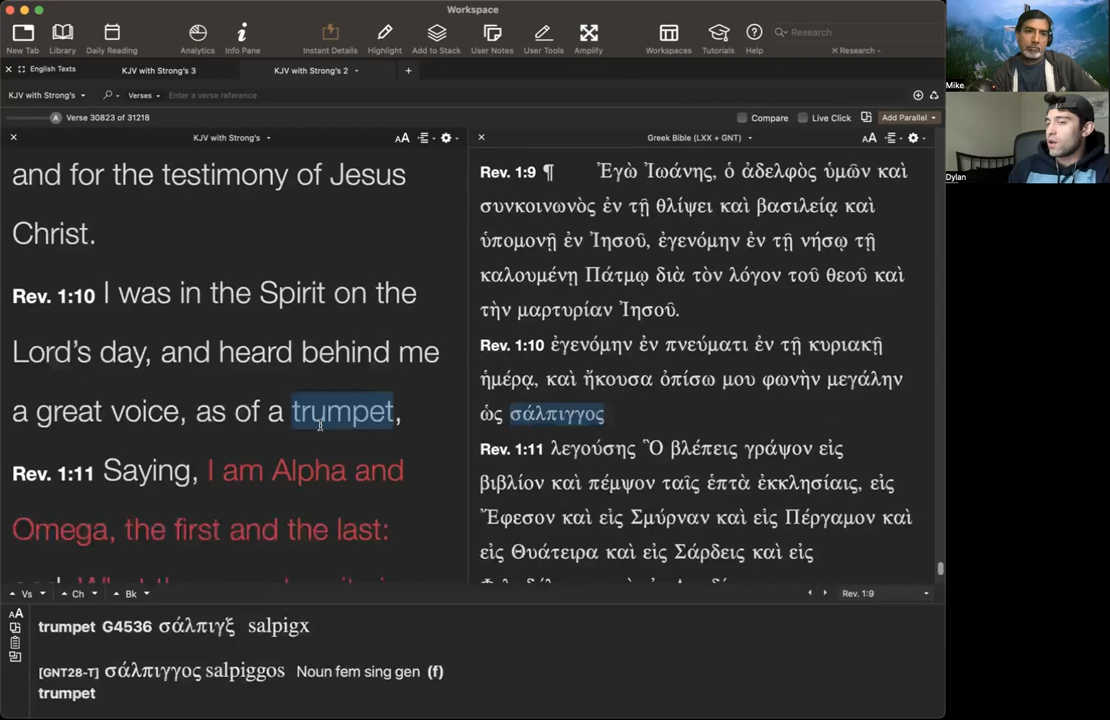 Workspace
New Tab
Library
Daily Reading
Analytics
Info Pane
Instant Details
Highlight
Add to Stack
User Notes
User Tools
Amplify
Workspaces
Tutorials
Help
Research
Research
English Texts
KJV with Strong's 3
KJV with Strong's 2
KJV with Strong's
Verses
Enter a verse reference
Verse 30823 of 31218
Compare
Live Click
Add Parallel
KJV with Strong's
and for the testimony of Jesus
Christ.
Rev. 1:10 I was in the Spirit on the
Lord's day, and heard behind me
a great voice, as of a trumpet,
Rev. 1:11 Saying, I am Alpha and
Omega, the first and the last:
Greek Bible (LXX + GNT)
Rev. 1:9 ¶ Ἐγὼ Ἰωάνης, ὁ ἀδελφὸς ὑμῶν καὶ
συνκοινωνὸς ἐν τῇ θλίψει καὶ βασιλείᾳ καὶ
ὑπομονῇ ἐν Ἰησοῦ, ἐγενόμην ἐν τῇ νήσῳ τῇ
καλουμένῃ Πάτμῳ διὰ τὸν λόγον τοῦ θεοῦ καὶ
τὴν μαρτυρίαν Ἰησοῦ.
Rev. 1:10 ἐγενόμην ἐν πνεύματι ἐν τῇ κυριακῇ
ἡμέρᾳ, καὶ ἤκουσα ὀπίσω μου φωνὴν μεγάλην
ὡς σάλπιγγος
Rev. 1:11 λεγούσης Ὃ βλέπεις γράψον εἰς
βιβλίον καὶ πέμψον ταῖς ἑπτὰ ἐκκλησίαις, εἰς
Ἔφεσον καὶ εἰς Σμύρναν καὶ εἰς Πέργαμον καὶ
εἰς Θυάτειρα καὶ εἰς Σάρδεις καὶ εἰς
Vs
Ch
Bk
Rev. 1:9
trumpet G4536 σάλπιγξ salpigx
[GNT28-T] σάλπιγγος salpiggos Noun fem sing gen (f)
trumpet
Mike
Dylan